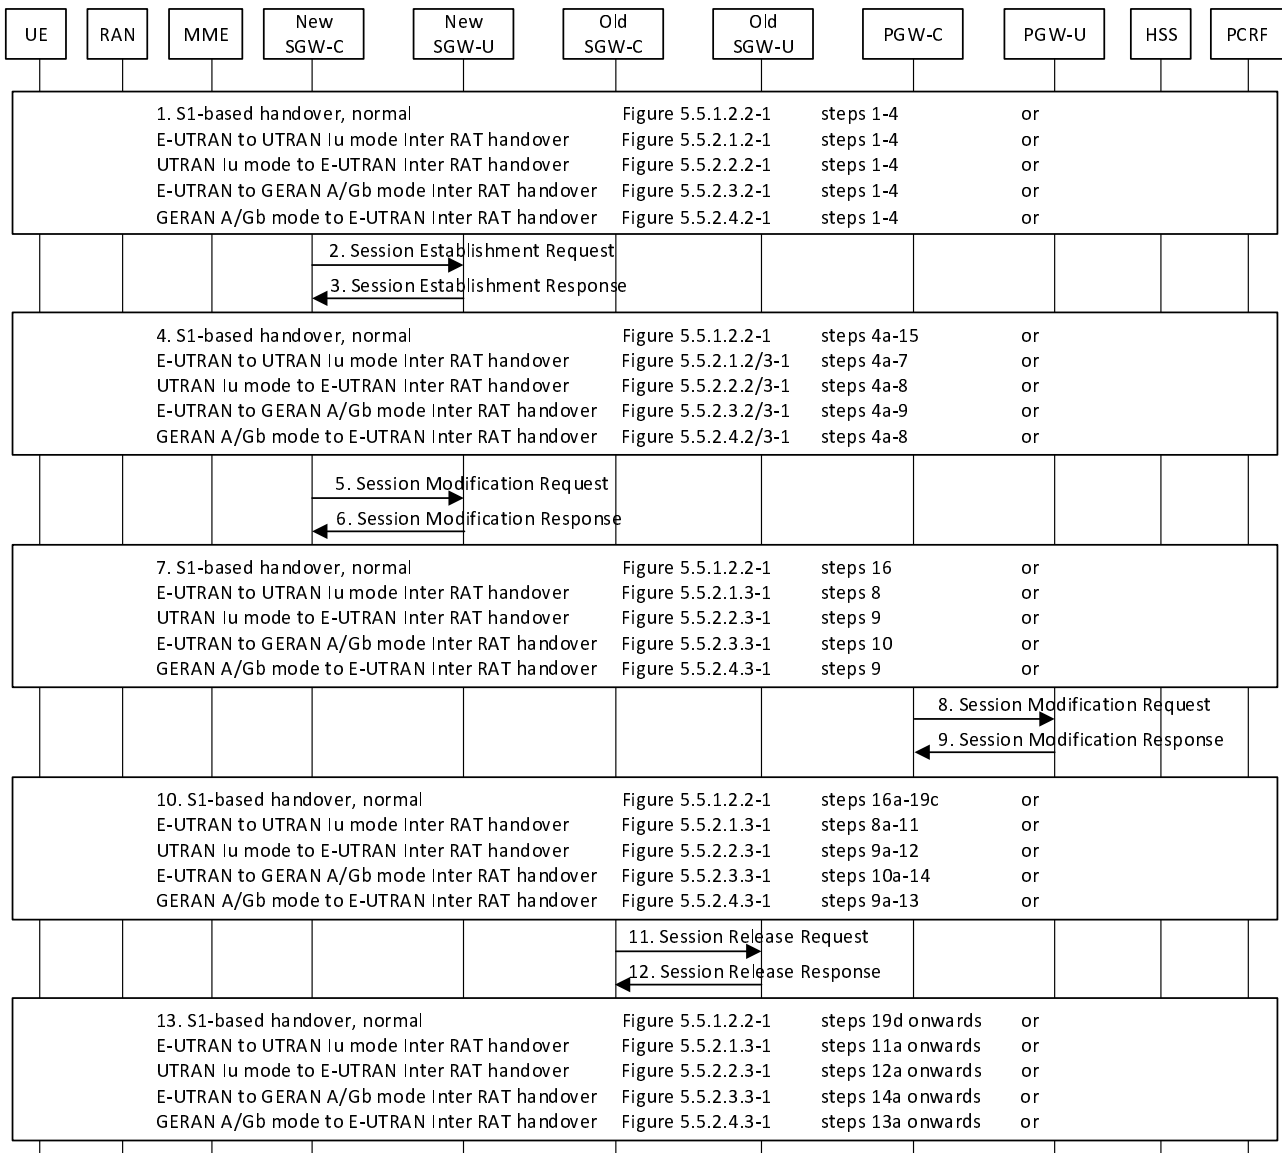 UE RAN MME New SGW-C New SGW-U Old SGW-C Old SGW-U PGW-C PGW-U HSS PCRF
1. S1-based handover, normal Figure 5.5.1.2.2-1 steps 1-4 or
E-UTRAN to UTRAN Iu mode Inter RAT handover Figure 5.5.2.1.2-1 steps 1-4 or
UTRAN Iu mode to E-UTRAN Inter RAT handover Figure 5.5.2.2.2-1 steps 1-4 or
E-UTRAN to GERAN A/Gb mode Inter RAT handover Figure 5.5.2.3.2-1 steps 1-4 or
GERAN A/Gb mode to E-UTRAN Inter RAT handover Figure 5.5.2.4.2-1 steps 1-4 or
2. Session Establishment Request
3. Session Establishment Response
4. S1-based handover, normal Figure 5.5.1.2.2-1 steps 4a-15 or
E-UTRAN to UTRAN Iu mode Inter RAT handover Figure 5.5.2.1.2/3-1 steps 4a-7 or
UTRAN Iu mode to E-UTRAN Inter RAT handover Figure 5.5.2.2.2/3-1 steps 4a-8 or
E-UTRAN to GERAN A/Gb mode Inter RAT handover Figure 5.5.2.3.2/3-1 steps 4a-9 or
GERAN A/Gb mode to E-UTRAN Inter RAT handover Figure 5.5.2.4.2/3-1 steps 4a-8 or
5. Session Modification Request
6. Session Modification Response
7. S1-based handover, normal Figure 5.5.1.2.2-1 steps 16 or
E-UTRAN to UTRAN Iu mode Inter RAT handover Figure 5.5.2.1.3-1 steps 8 or
UTRAN Iu mode to E-UTRAN Inter RAT handover Figure 5.5.2.2.3-1 steps 9 or
E-UTRAN to GERAN A/Gb mode Inter RAT handover Figure 5.5.2.3.3-1 steps 10 or
GERAN A/Gb mode to E-UTRAN Inter RAT handover Figure 5.5.2.4.3-1 steps 9 or
8. Session Modification Request
9. Session Modification Response
10. S1-based handover, normal Figure 5.5.1.2.2-1 steps 16a-19c or
E-UTRAN to UTRAN Iu mode Inter RAT handover Figure 5.5.2.1.3-1 steps 8a-11 or
UTRAN Iu mode to E-UTRAN Inter RAT handover Figure 5.5.2.2.3-1 steps 9a-12 or
E-UTRAN to GERAN A/Gb mode Inter RAT handover Figure 5.5.2.3.3-1 steps 10a-14 or
GERAN A/Gb mode to E-UTRAN Inter RAT handover Figure 5.5.2.4.3-1 steps 9a-13 or
11. Session Release Request
12. Session Release Response
13. S1-based handover, normal Figure 5.5.1.2.2-1 steps 19d onwards or
E-UTRAN to UTRAN Iu mode Inter RAT handover Figure 5.5.2.1.3-1 steps 11a onwards or
UTRAN Iu mode to E-UTRAN Inter RAT handover Figure 5.5.2.2.3-1 steps 12a onwards or
E-UTRAN to GERAN A/Gb mode Inter RAT handover Figure 5.5.2.3.3-1 steps 14a onwards or
GERAN A/Gb mode to E-UTRAN Inter RAT handover Figure 5.5.2.4.3-1 steps 13a onwards or